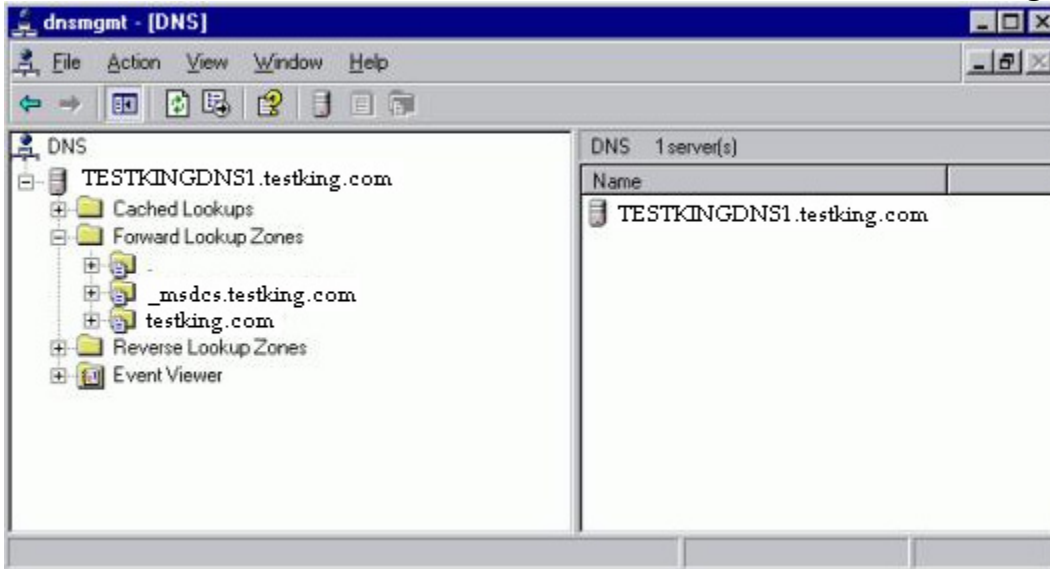 dnsmgmt - [DNS]
File Action View Window Help
DNS
TESTKINGDNS1.testking.com
Cached Lookups
Forward Lookup Zones
.
_msdcs.testking.com
testking.com
Reverse Lookup Zones
Event Viewer
DNS 1 server(s)
Name
TESTKINGDNS1.testking.com